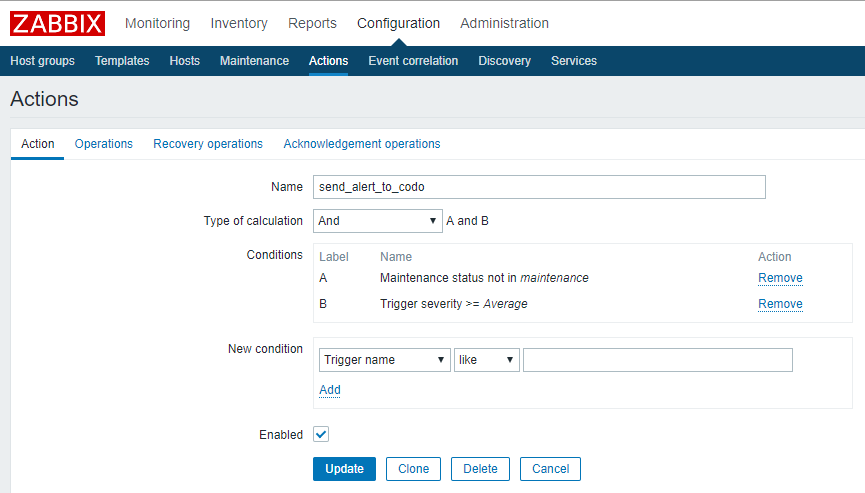 ZABBIX Monitoring Inventory Reports Configuration Administration
Host groups Templates Hosts Maintenance Actions Event correlation Discovery Services
Actions
Action Operations Recovery operations Acknowledgement operations
Name send_alert_to_codo
Type of calculation And A and B
Conditions Label Name Action
A Maintenance status not in maintenance Remove
B Trigger severity >= Average Remove
New condition
Trigger name like
Add
Enabled
Update Clone Delete Cancel